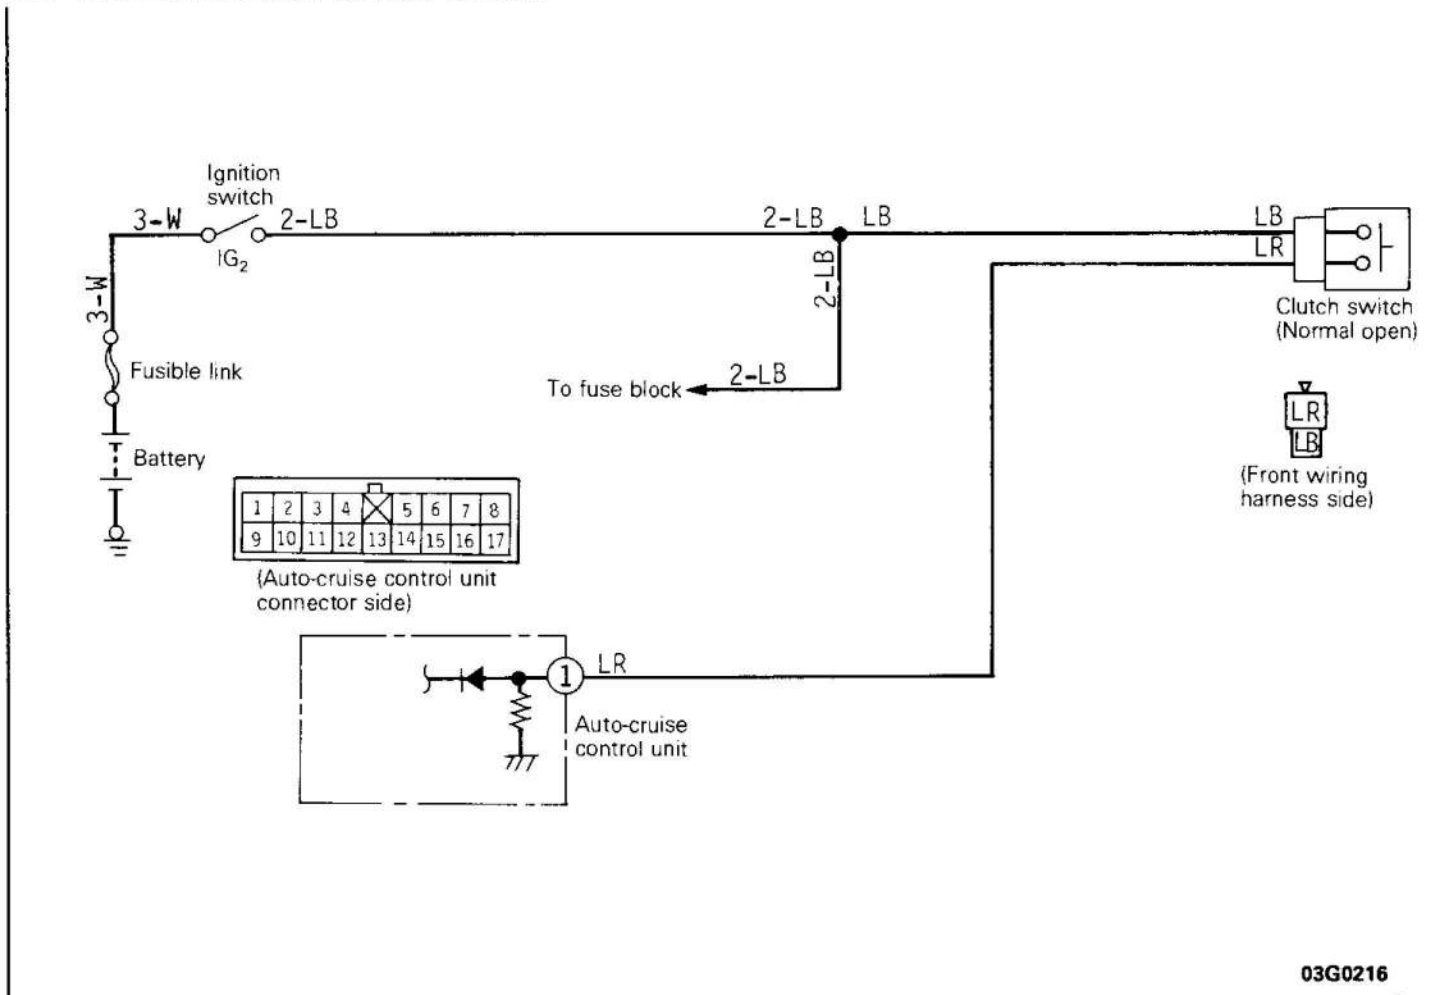 Ignition
switch
3-W
2-LB
2-LB
LB
LB
IG2
LR
2-LB
3-W
Clutch switch
(Normal open)
Fusible link
To fuse block
2-LB
LR
LB
Battery
(Front wiring
harness side)
1 2 3 4 5 6 7 8
9 10 11 12 13 14 15 16 17
(Auto-cruise control unit
connector side)
1
LR
Auto-cruise
control unit
03G0216